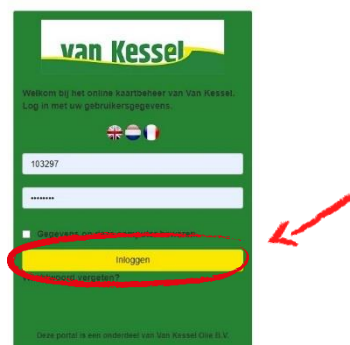 van Kessel
Welkom bij het online kaartbeheer van Van Kessel.
Log in met uw gebruikersgegevens.
103297
••••••••
Gegevens op deze computer bewaren
Inloggen
Wachtwoord vergeten?
Deze portal is een onderdeel van Van Kessel Olie B.V.